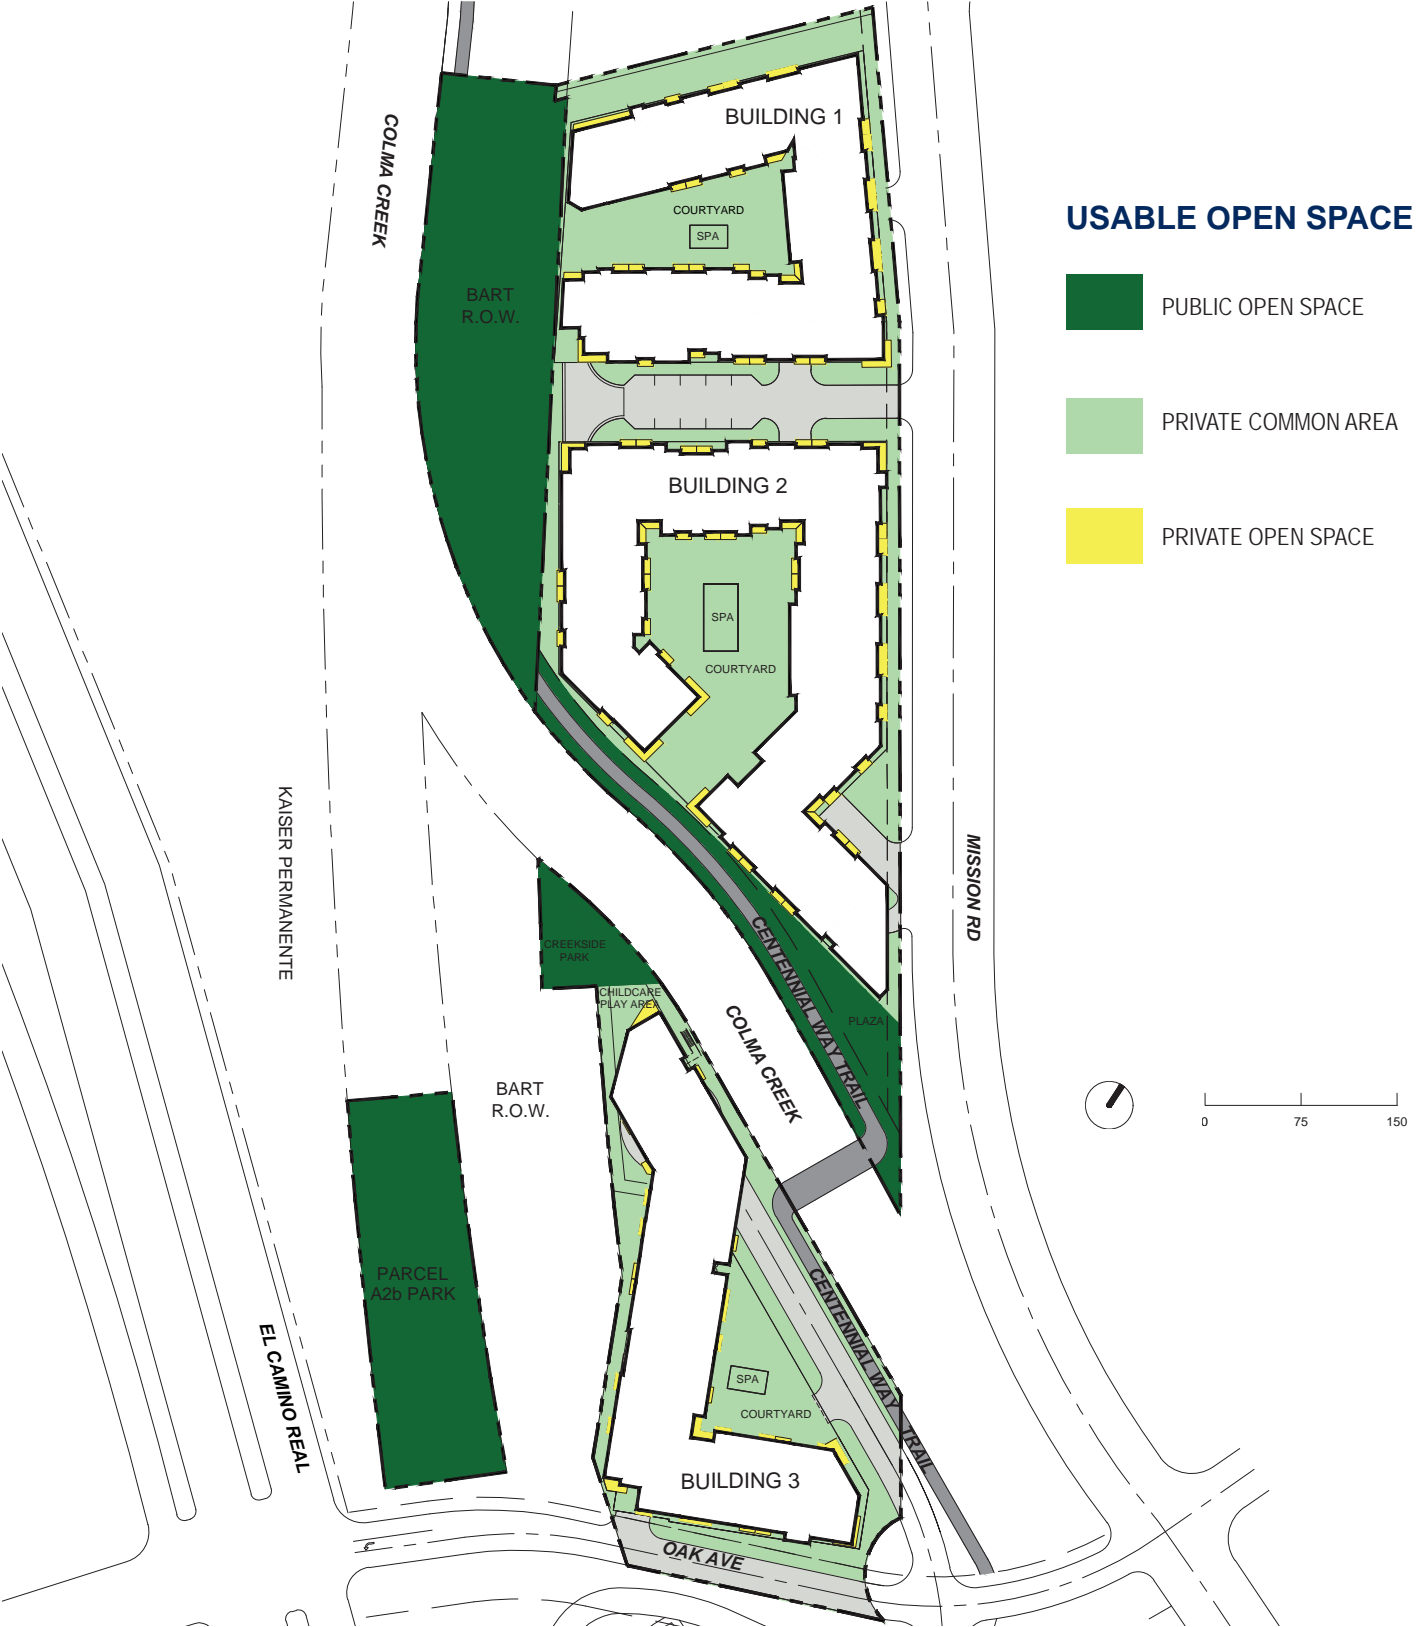 BUILDING 1
COLMA CREEK
COURTYARD
SPA
USABLE OPEN SPACE
BART
R.O.W.
PUBLIC OPEN SPACE
PRIVATE COMMON AREA
BUILDING 2
PRIVATE OPEN SPACE
SPA
COURTYARD
KAISER PERMANENTE
MISSION RD
CREEKSIDE
PARK
CENTENNIAL WAY TRAIL
CHILDCARE
PLAY AREA
PLAZA
COLMA CREEK
BART
R.O.W.
0
75
150
PARCEL
A2b PARK
EL CAMINO REAL
CENTENNIAL WAY TRAIL
SPA
COURTYARD
BUILDING 3
OAK AVE